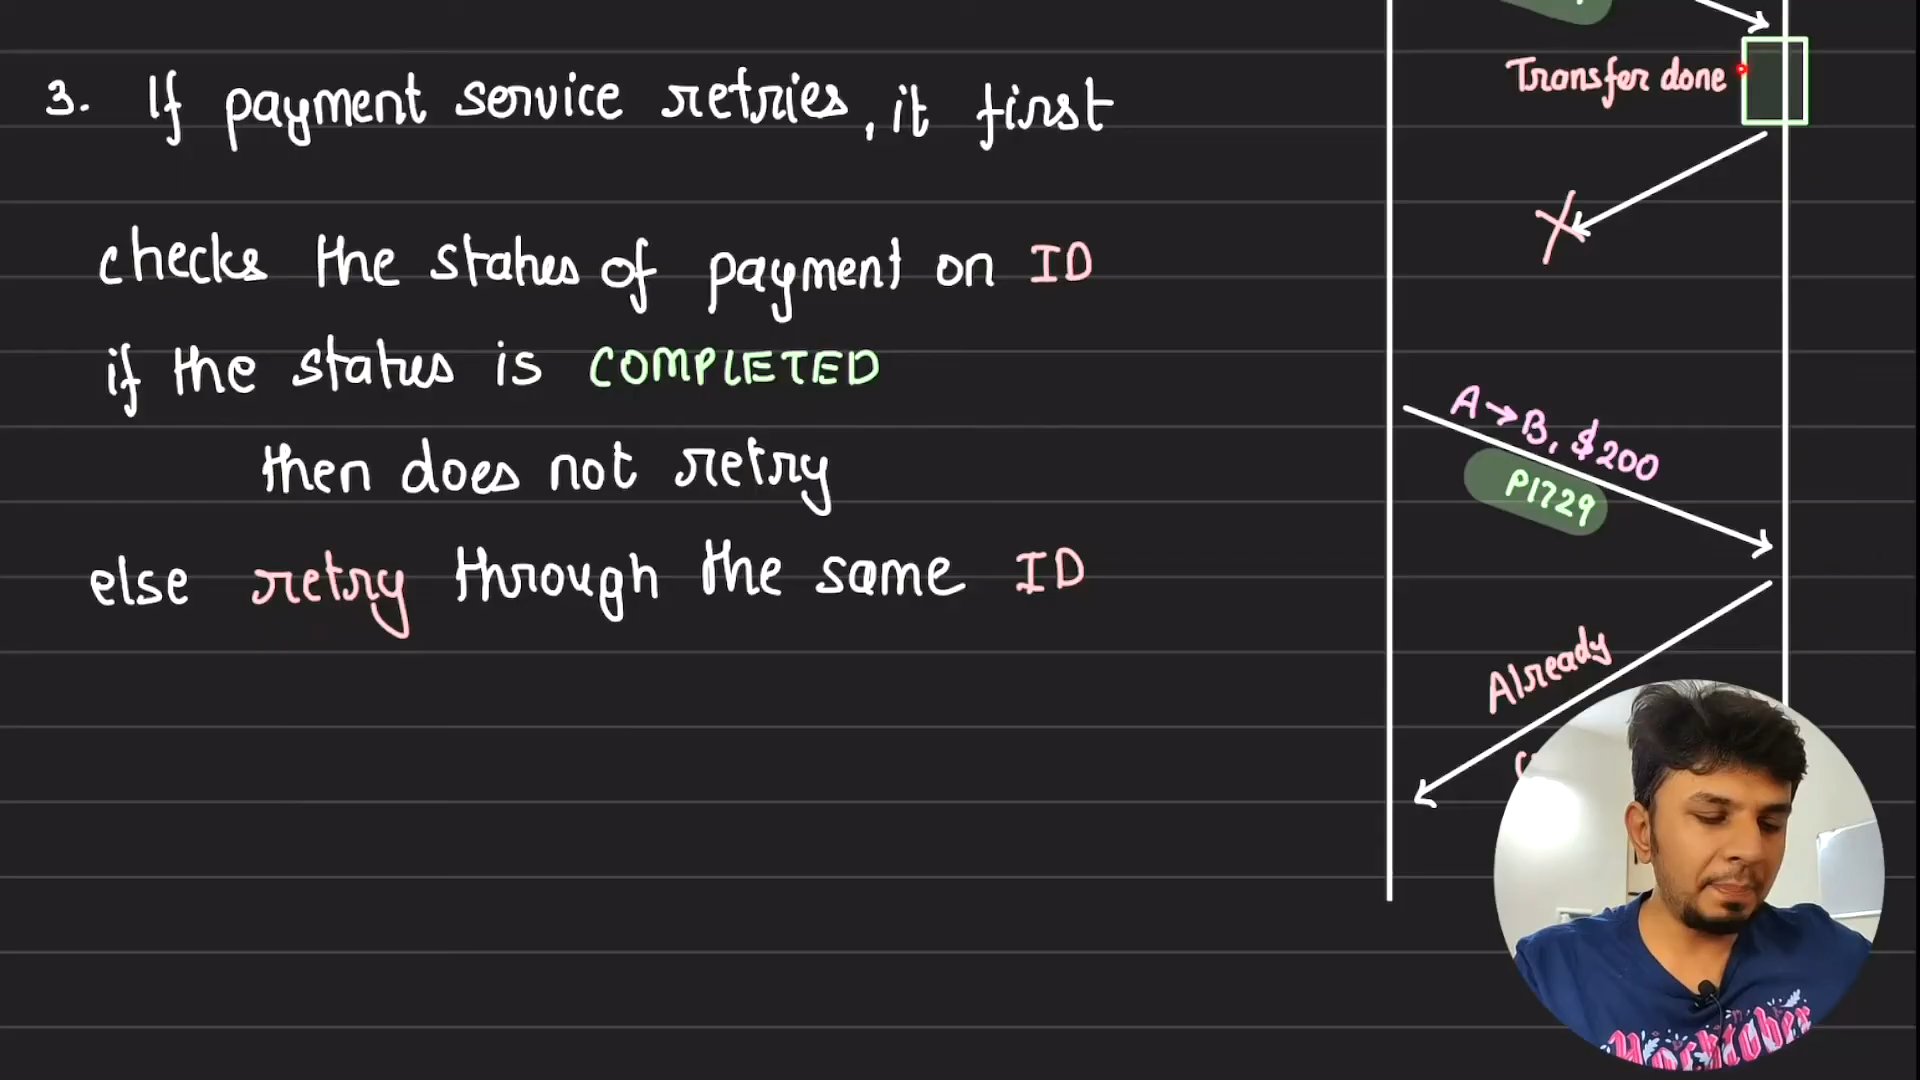 3. If payment service retries, it first
checks the status of payment on ID
if the status is COMPLETED
then does not retry
else retry through the same ID
Transfer done
A→B, $200
P1729
Already